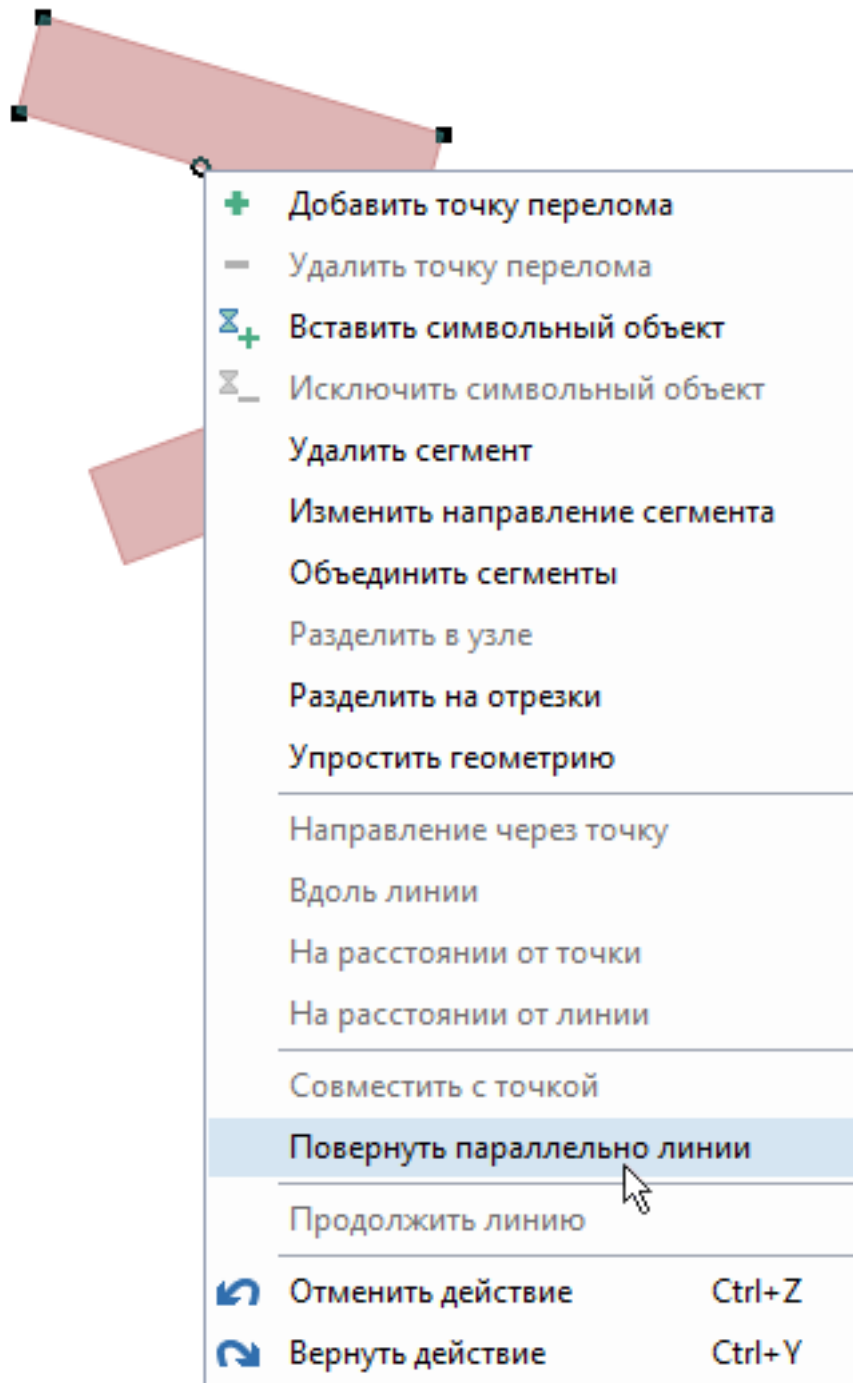 Добавить точку перелома
Удалить точку перелома
Вставить символьный объект
Исключить символьный объект
Удалить сегмент
Изменить направление сегмента
Объединить сегменты
Разделить в узле
Разделить на отрезки
Упростить геометрию
Направление через точку
Вдоль линии
На расстоянии от точки
На расстоянии от линии
Совместить с точкой
Повернуть параллельно линии
Продолжить линию
Отменить действие Ctrl+Z
Вернуть действие Ctrl+Y